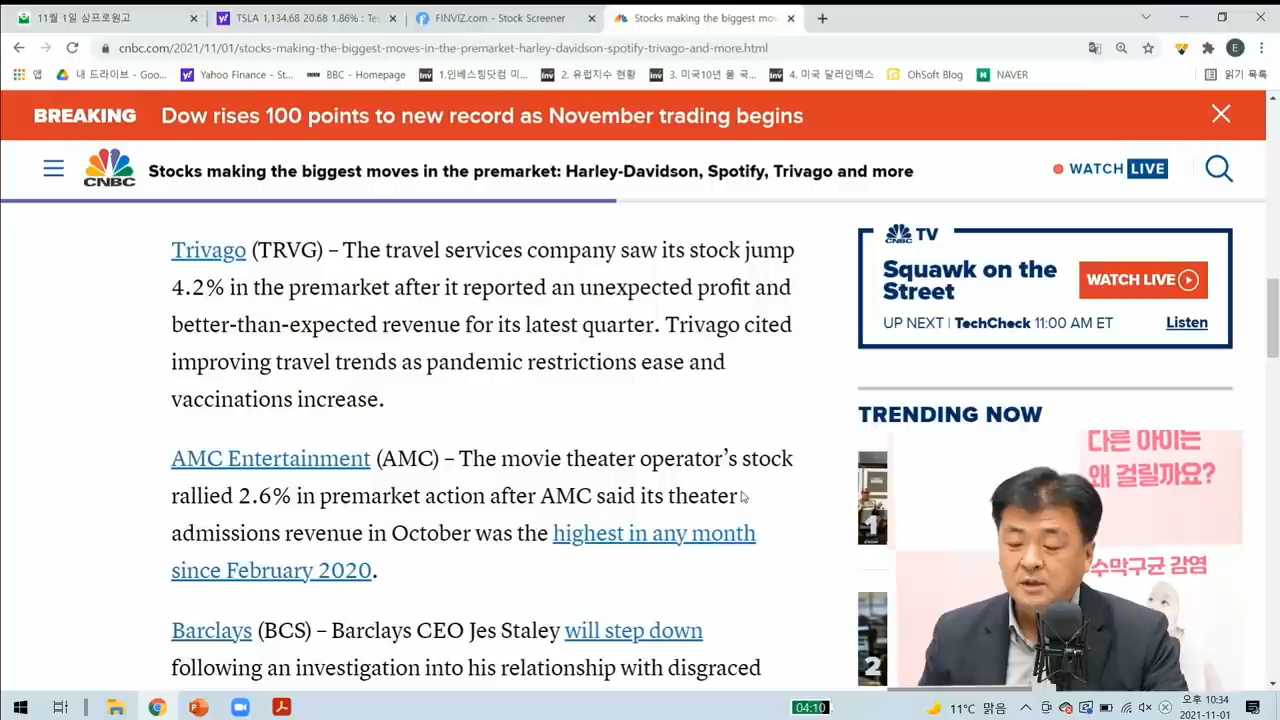 11월 1일 삼프로원고
TSLA 1,134.68 20.68 1.86% : Te
FINVIZ.com - Stock Screener
Stocks making the biggest mov
cnbc.com/2021/11/01/stocks-making-the-biggest-moves-in-the-premarket-harley-davidson-spotify-trivago-and-more.html
E
앱
내 드라이브 - Goo...
Yahoo Finance - St...
BBC - Homepage
1.인베스팅닷컴 미...
2. 유럽지수 현황
3. 미국10년 물 국...
4. 미국 달러인덱스
OhSoft Blog
NAVER
읽기 목록
BREAKING Dow rises 100 points to new record as November trading begins
CNBC
Stocks making the biggest moves in the premarket: Harley-Davidson, Spotify, Trivago and more
WATCH LIVE
Trivago (TRVG) – The travel services company saw its stock jump
4.2% in the premarket after it reported an unexpected profit and
better-than-expected revenue for its latest quarter. Trivago cited
improving travel trends as pandemic restrictions ease and
vaccinations increase.
AMC Entertainment (AMC) – The movie theater operator’s stock
rallied 2.6% in premarket action after AMC said its theater
admissions revenue in October was the highest in any month
since February 2020.
Barclays (BCS) – Barclays CEO Jes Staley will step down
following an investigation into his relationship with disgraced
CNBC TV
Squawk on the
Street
WATCH LIVE
UP NEXT | TechCheck 11:00 AM ET
Listen
TRENDING NOW
1
2
다른 아이는
왜 걸릴까요?
수막구균 감염
04:10
11°C 맑음
오후 10:34
2021-11-01